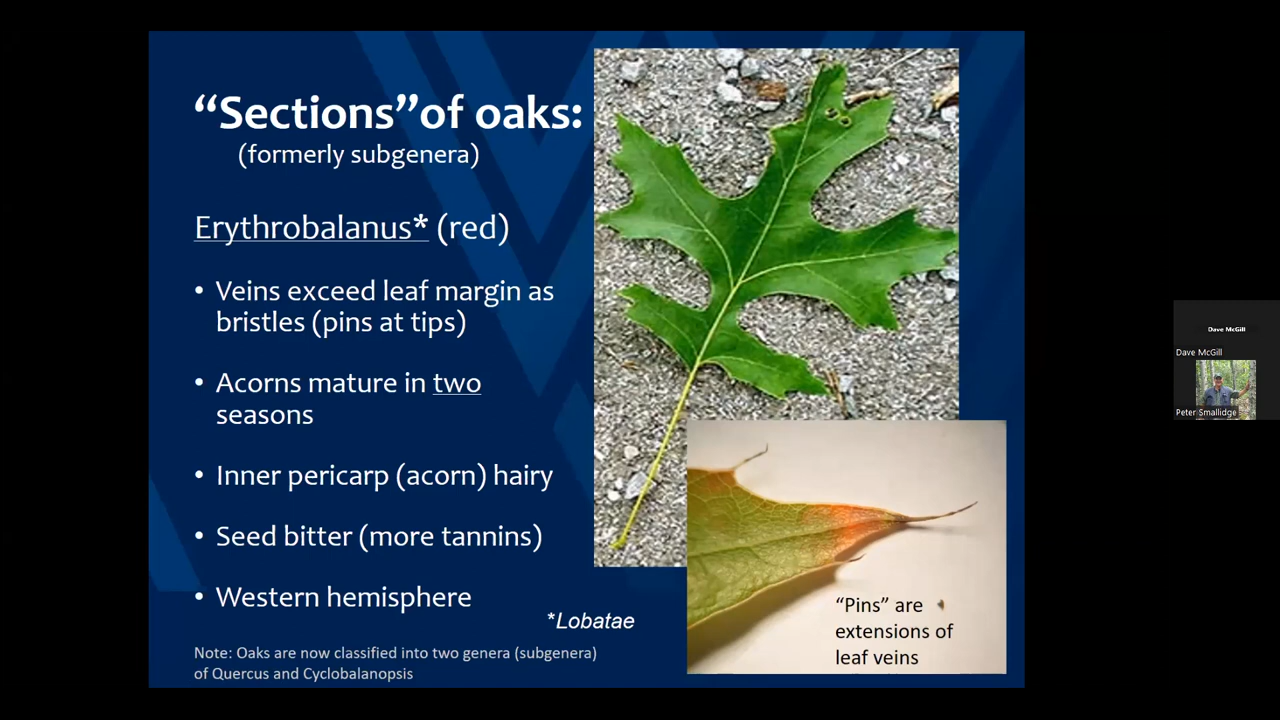 “Sections”of oaks:
(formerly subgenera)
Erythrobalanus* (red)
• Veins exceed leaf margin as
bristles (pins at tips)
• Acorns mature in two
seasons
• Inner pericarp (acorn) hairy
• Seed bitter (more tannins)
• Western hemisphere
*Lobatae
Note: Oaks are now classified into two genera (subgenera)
of Quercus and Cyclobalanopsis
“Pins” are
extensions of
leaf veins
Dave McGill
Dave McGill
Peter Smallidge